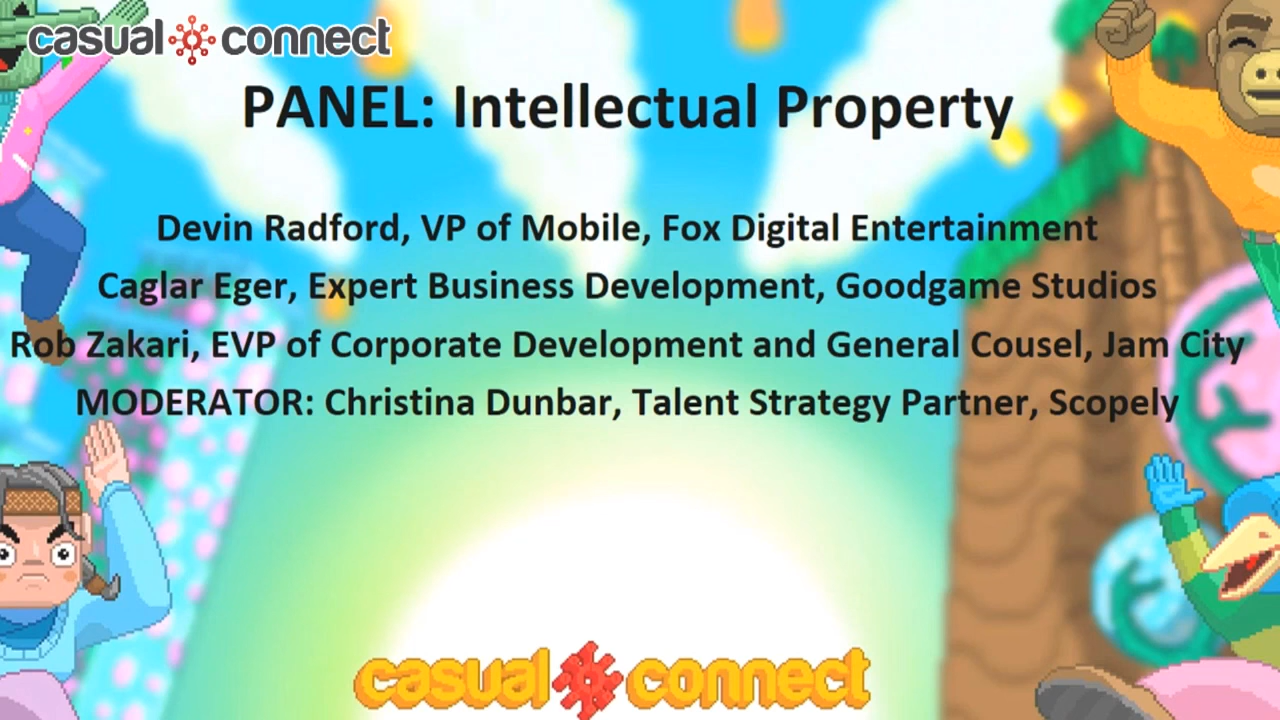 casual connect
PANEL: Intellectual Property
Devin Radford, VP of Mobile, Fox Digital Entertainment
Caglar Eger, Expert Business Development, Goodgame Studios
Rob Zakari, EVP of Corporate Development and General Cousel, Jam City
MODERATOR: Christina Dunbar, Talent Strategy Partner, Scopely
casual connect